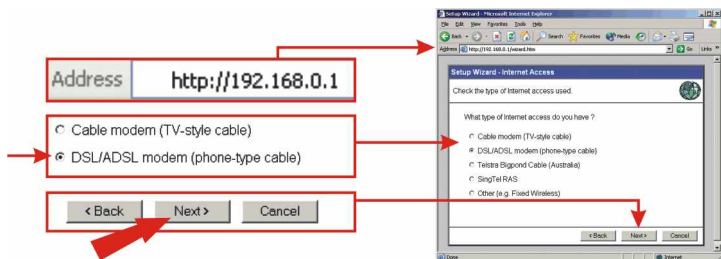 Address http://192.168.0.1
Cable modem (TV-style cable)
DSL/ADSL modem (phone-type cable)
< Back Next > Cancel
Setup Wizard - Microsoft Internet Explorer
File Edit View Favorites Tools Help
Back Search Favorites Media
Address http://192.168.0.1/wizard.htm Go Links »
Setup Wizard - Internet Access
Check the type of Internet access used.
What type of Internet access do you have ?
Cable modem (TV-style cable)
DSL/ADSL modem (phone-type cable)
Telstra Bigpond Cable (Australia)
SingTel RAS
Other (e.g. Fixed Wireless)
< Back Next > Cancel
Done Internet